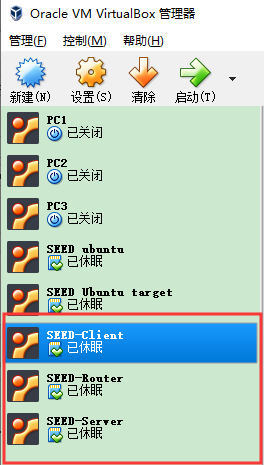 Oracle VM VirtualBox 管理器
管理(F) 控制(M) 帮助(H)
新建(N) 设置(S) 清除 启动(T)
PC1
已关闭
PC2
已关闭
PC3
已关闭
SEED ubuntu
已休眠
SEED Ubuntu target
已休眠
SEED-Client
已休眠
SEED-Router
已休眠
SEED-Server
已休眠